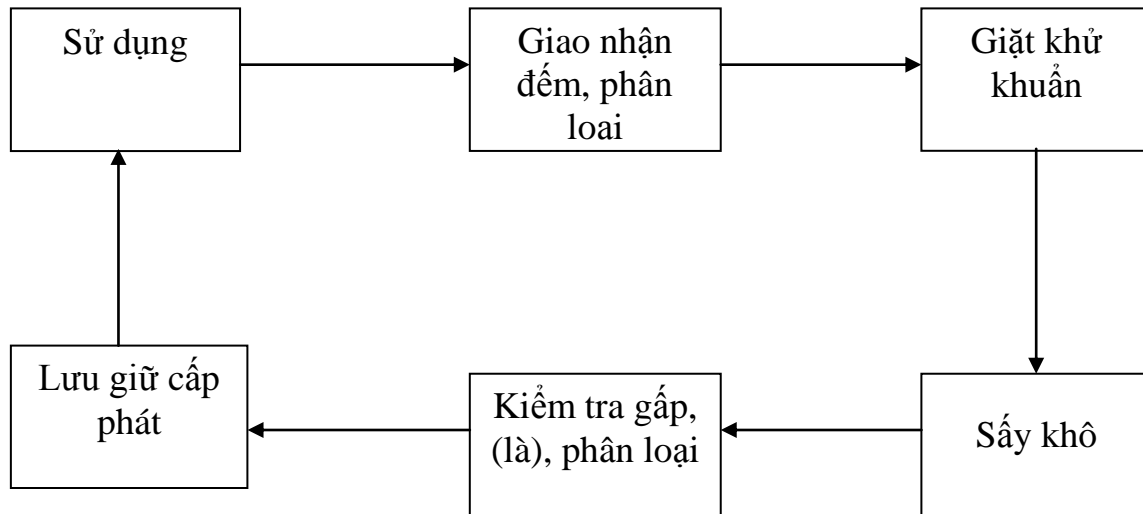 Sử dụng
Giao nhận
đếm, phân
loai
Giặt khử
khuẩn
Sấy khô
Kiểm tra gấp,
(là), phân loại
Lưu giữ cấp
phát